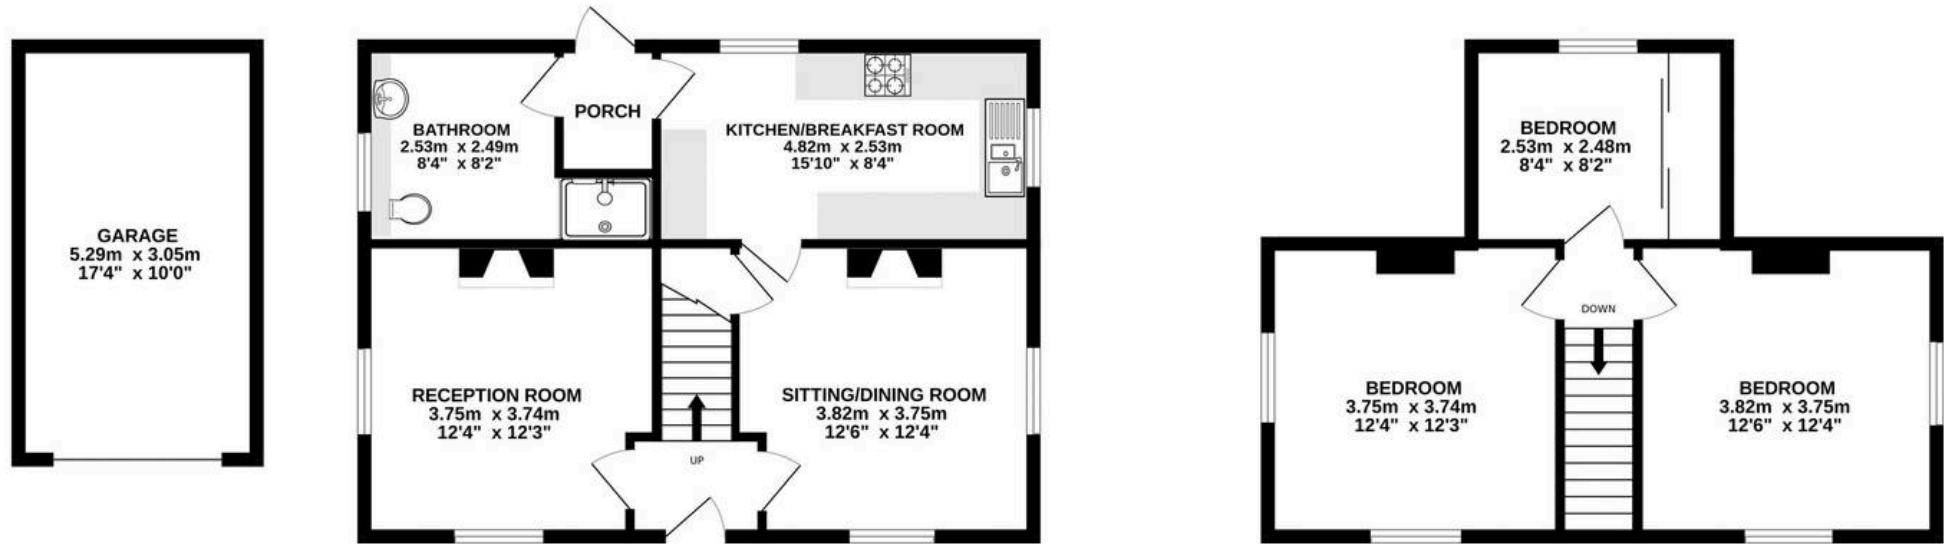 GARAGE
5.29m x 3.05m
17'4" x 10'0"
BATHROOM
2.53m x 2.49m
8'4" x 8'2"
PORCH
KITCHEN/BREAKFAST ROOM
4.82m x 2.53m
15'10" x 8'4"
RECEPTION ROOM
3.75m x 3.74m
12'4" x 12'3"
UP
SITTING/DINING ROOM
3.82m x 3.75m
12'6" x 12'4"
BEDROOM
2.53m x 2.48m
8'4" x 8'2"
DOWN
BEDROOM
3.75m x 3.74m
12'4" x 12'3"
BEDROOM
3.82m x 3.75m
12'6" x 12'4"